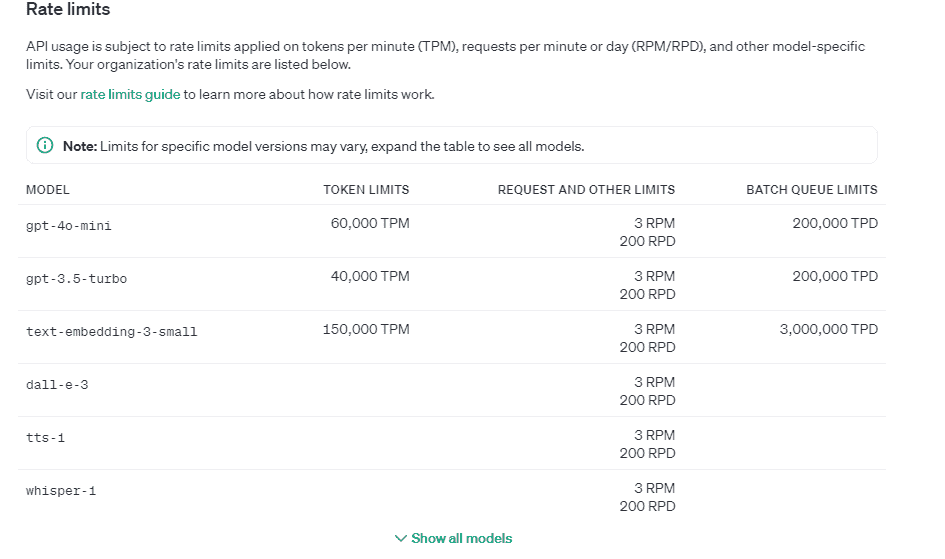 Rate limits
API usage is subject to rate limits applied on tokens per minute (TPM), requests per minute or day (RPM/RPD), and other model-specific
limits. Your organization's rate limits are listed below.
Visit our rate limits guide to learn more about how rate limits work.
Note: Limits for specific model versions may vary, expand the table to see all models.
MODEL TOKEN LIMITS REQUEST AND OTHER LIMITS BATCH QUEUE LIMITS
gpt-4o-mini 60,000 TPM 3 RPM 200,000 TPD
200 RPD
gpt-3.5-turbo 40,000 TPM 3 RPM 200,000 TPD
200 RPD
text-embedding-3-small 150,000 TPM 3 RPM 3,000,000 TPD
200 RPD
dall-e-3 3 RPM
200 RPD
tts-1 3 RPM
200 RPD
whisper-1 3 RPM
200 RPD
Show all models